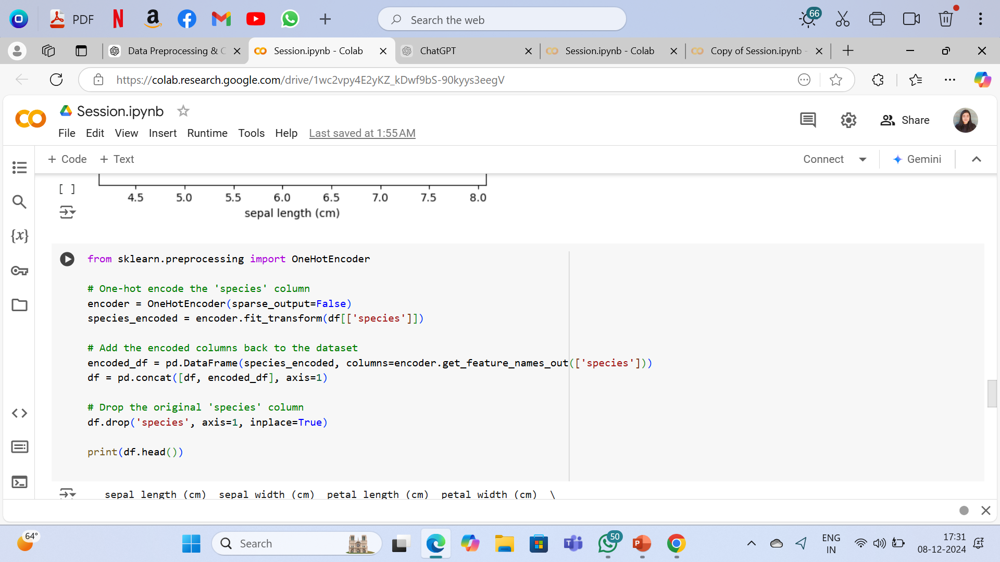 PDF
Search the web
66
Data Preprocessing & C
Session.ipynb - Colab
ChatGPT
Session.ipynb - Colab
Copy of Session.ipynb -
https://colab.research.google.com/drive/1wc2vpy4E2yKZ_kDwf9bS-90kyys3eegV
Session.ipynb
Share
File Edit View Insert Runtime Tools Help Last saved at 1:55 AM
+ Code + Text
Connect
Gemini
[ ]
4.5 5.0 5.5 6.0 6.5 7.0 7.5 8.0
sepal length (cm)
{x}
from sklearn.preprocessing import OneHotEncoder
# One-hot encode the 'species' column
encoder = OneHotEncoder(sparse_output=False)
species_encoded = encoder.fit_transform(df[['species']])
# Add the encoded columns back to the dataset
encoded_df = pd.DataFrame(species_encoded, columns=encoder.get_feature_names_out(['species']))
df = pd.concat([df, encoded_df], axis=1)
# Drop the original 'species' column
df.drop('species', axis=1, inplace=True)
print(df.head())
sepal length (cm) sepal width (cm) petal length (cm) petal width (cm) \
64°
Search
50
ENG
IN
17:31
08-12-2024